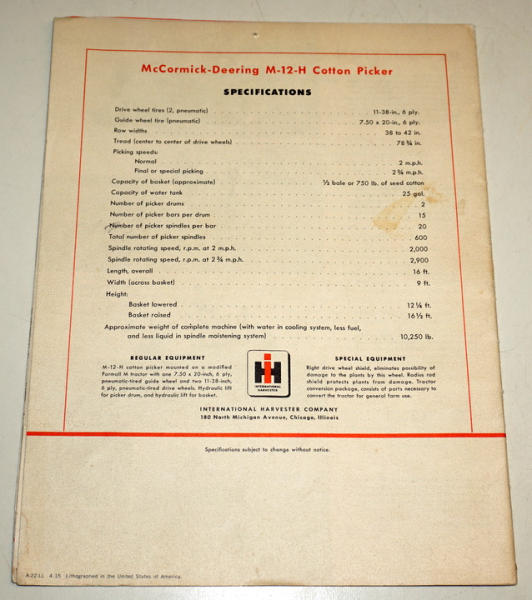 McCormick-Deering M-12-H Cotton Picker
SPECIFICATIONS
Drive wheel tires (2, pneumatic) 11-38-in., 6 ply.
Guide wheel tire (pneumatic) 7.50 x 20-in., 6 ply.
Row widths 38 to 42 in.
Tread (center to center of drive wheels) 78 3/4 in.
Picking speeds:
Normal 2 m.p.h.
Final or special picking 2 3/4 m.p.h.
Capacity of basket (approximate) 1/2 bale or 750 lb. of seed cotton
Capacity of water tank 25 gal.
Number of picker drums 2
Number of picker bars per drum 15
Number of picker spindles per bar 20
Total number of picker spindles 600
Spindle rotating speed, r.p.m. at 2 m.p.h. 2,000
Spindle rotating speed, r.p.m. at 2 3/4 m.p.h. 2,900
Length, overall 16 ft.
Width (across basket) 9 ft.
Height:
Basket lowered 12 1/4 ft.
Basket raised 16 1/2 ft.
Approximate weight of complete machine (with water in cooling system, less fuel,
and less liquid in spindle moistening system) 10,250 lb.
REGULAR EQUIPMENT
M-12-H cotton picker mounted on a modified
Farmall M tractor with one 7.50 x 20-inch, 6 ply,
pneumatic-tired guide wheel and two 11-38-inch,
6 ply, pneumatic-tired drive wheels. Hydraulic lift
for picker drum, and hydraulic lift for basket.
IH
INTERNATIONAL
HARVESTER
SPECIAL EQUIPMENT
Right drive wheel shield, eliminates possibility of
damage to the plants by this wheel. Radius rod
shield protects plants from damage. Tractor
conversion package, consists of parts necessary to
convert the tractor for general farm use.
INTERNATIONAL HARVESTER COMPANY
180 North Michigan Avenue, Chicago, Illinois
Specifications subject to change without notice.
Lithographed in the United States of America.